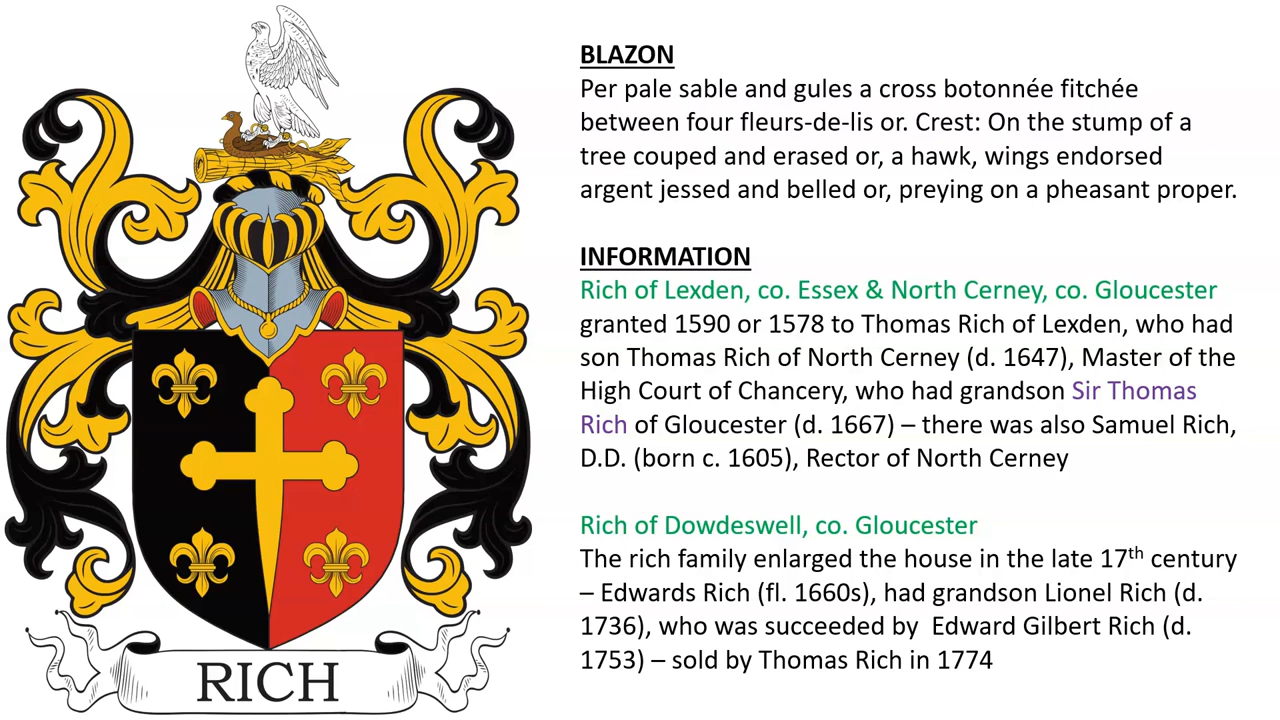 BLAZON
Per pale sable and gules a cross botonnée fitchée
between four fleurs-de-lis or. Crest: On the stump of a
tree couped and erased or, a hawk, wings endorsed
argent jessed and belled or, preying on a pheasant proper.
INFORMATION
Rich of Lexden, co. Essex & North Cerney, co. Gloucester
granted 1590 or 1578 to Thomas Rich of Lexden, who had
son Thomas Rich of North Cerney (d. 1647), Master of the
High Court of Chancery, who had grandson Sir Thomas
Rich of Gloucester (d. 1667) – there was also Samuel Rich,
D.D. (born c. 1605), Rector of North Cerney
Rich of Dowdeswell, co. Gloucester
The rich family enlarged the house in the late 17th century
– Edwards Rich (fl. 1660s), had grandson Lionel Rich (d.
1736), who was succeeded by  Edward Gilbert Rich (d.
1753) – sold by Thomas Rich in 1774
RICH